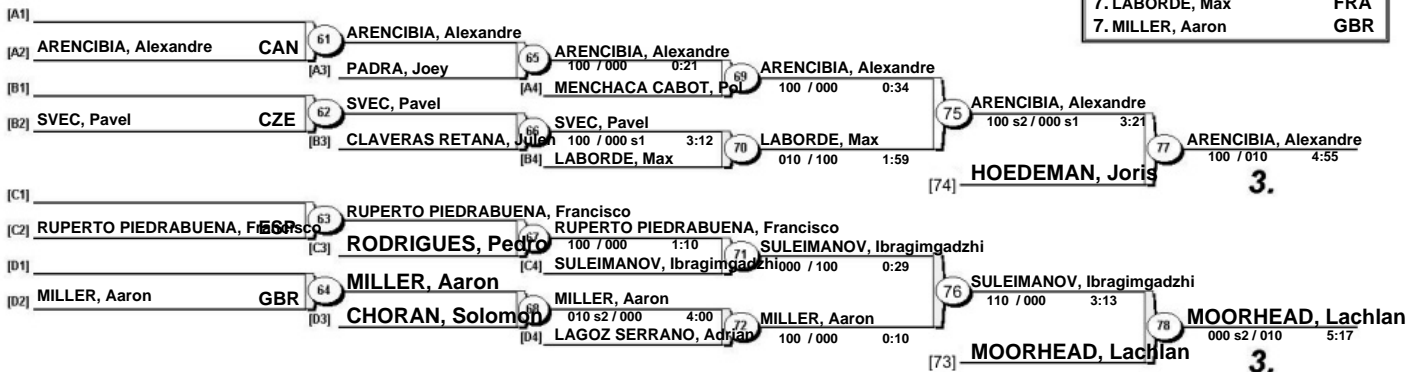 7. LABORDE, Max FRA
7. MILLER, Aaron GBR
[A1]
[A2] ARENCIBIA, Alexandre CAN
61
ARENCIBIA, Alexandre
[A3] PADRA, Joey
65
ARENCIBIA, Alexandre
100 / 000 0:21
[A4] MENCHACA CABOT, Pol
69
ARENCIBIA, Alexandre
100 / 000 0:34
[B1]
[B2] SVEC, Pavel CZE
62
SVEC, Pavel
[B3] CLAVERAS RETANA, Julen
66
SVEC, Pavel
100 / 000 s1 3:12
[B4] LABORDE, Max
70
LABORDE, Max
010 / 100 1:59
75
ARENCIBIA, Alexandre
100 s2 / 000 s1 3:21
[74] HOEDEMAN, Joris
77
ARENCIBIA, Alexandre
100 / 010 4:55
3.
[C1]
[C2] RUPERTO PIEDRABUENA, Francisco ESP
63
RUPERTO PIEDRABUENA, Francisco
[C3] RODRIGUES, Pedro
67
RUPERTO PIEDRABUENA, Francisco
100 / 000 1:10
[C4] SULEIMANOV, Ibragimgadzhi
71
SULEIMANOV, Ibragimgadzhi
000 / 100 0:29
[D1]
[D2] MILLER, Aaron GBR
64
MILLER, Aaron
[D3] CHORAN, Solomon
68
MILLER, Aaron
010 s2 / 000 4:00
[D4] LAGOZ SERRANO, Adrian
72
MILLER, Aaron
100 / 000 0:10
76
SULEIMANOV, Ibragimgadzhi
110 / 000 3:13
[73] MOORHEAD, Lachlan
78
MOORHEAD, Lachlan
000 s2 / 010 5:17
3.